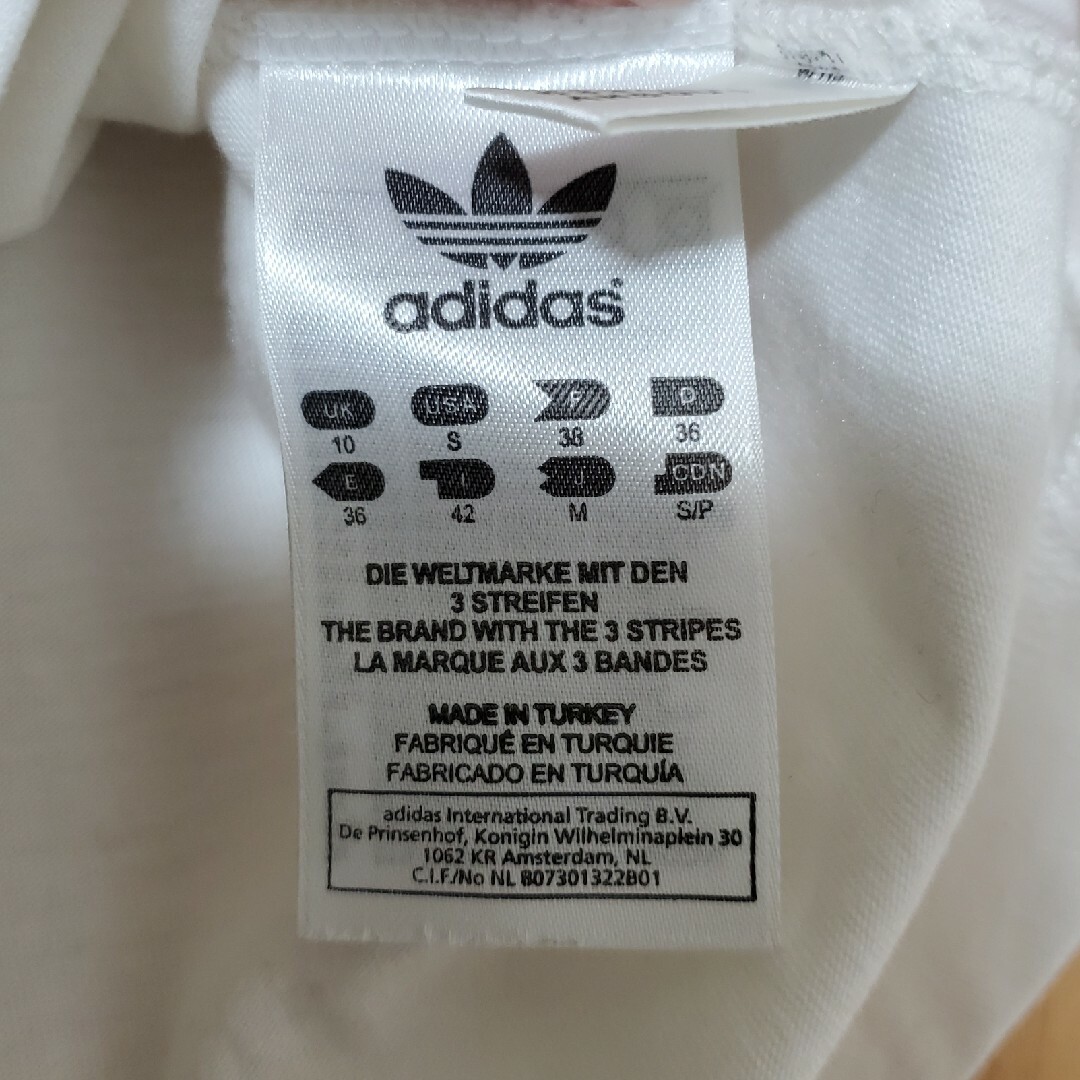 adidas
UK USA F D
10 S 38 36
E I J CDN
36 42 M S/P
DIE WELTMARKE MIT DEN
3 STREIFEN
THE BRAND WITH THE 3 STRIPES
LA MARQUE AUX 3 BANDES
MADE IN TURKEY
FABRIQUÉ EN TURQUIE
FABRICADO EN TURQUÍA
adidas International Trading B.V.
De Prinsenhof, Konigin Wilhelminaplein 30
1062 KR Amsterdam, NL
C.I.F./No NL 807301322B01